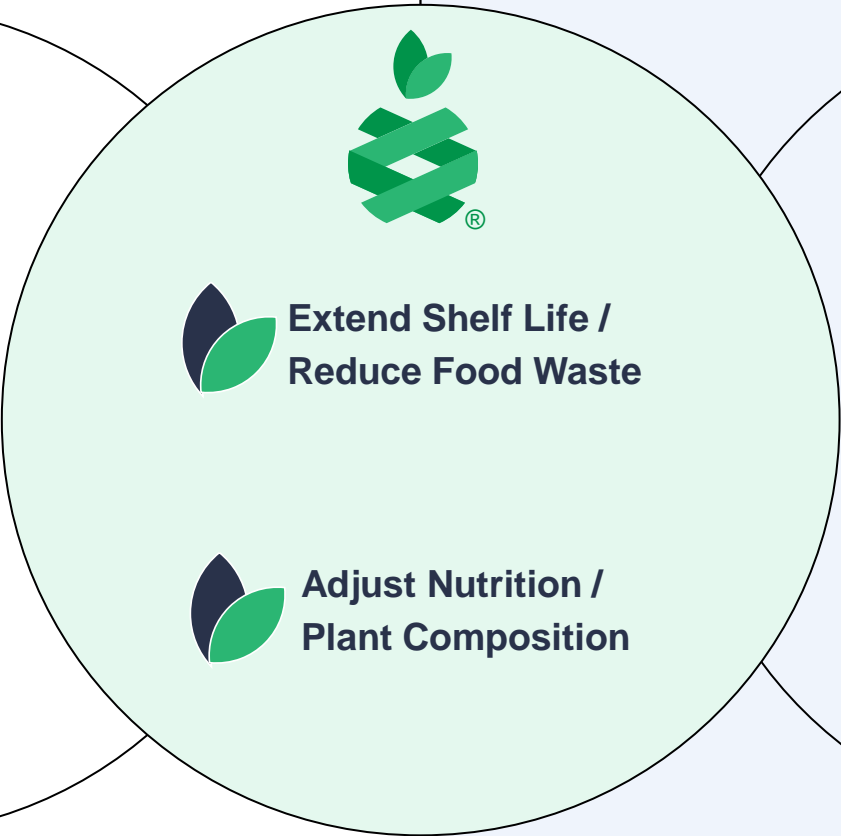 ®
Extend Shelf Life /
Reduce Food Waste
Adjust Nutrition /
Plant Composition